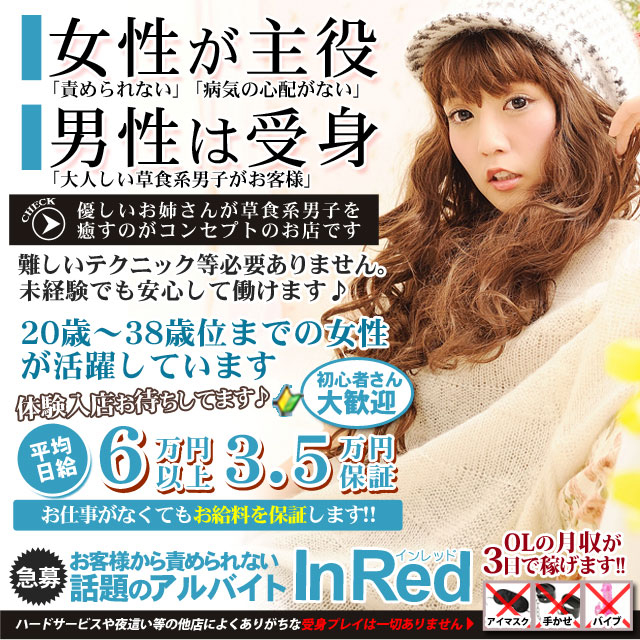 女性が主役
「責められない」「病気の心配がない」
男性は受身
「大人しい草食系男子がお客様」
CHECK
優しいお姉さんが草食系男子を
癒すのがコンセプトのお店です
難しいテクニック等必要ありません。
未経験でも安心して働けます♪
20歳～38歳位までの女性
が活躍しています
体験入店お待ちしてます♪
初心者さん
大歓迎
平均
日給
6万円以上
3.5万円保証
お仕事がなくてもお給料を保証します!!
急募
お客様から責められない
話題のアルバイト
インレッド
InRed
OLの月収が
3日で稼げます!!
アイマスク
手かせ
バイブ
ハードサービスや夜這い等の他店によくありがちな受身プレイは一切ありません